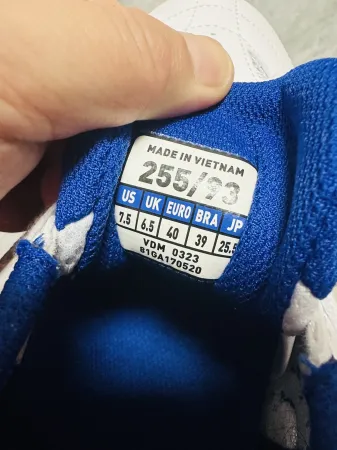 MADE IN VIETNAM
255/93
US UK EURO BRA JP
7.5 6.5 40 39 25.5
VDM 0323
81GA170520